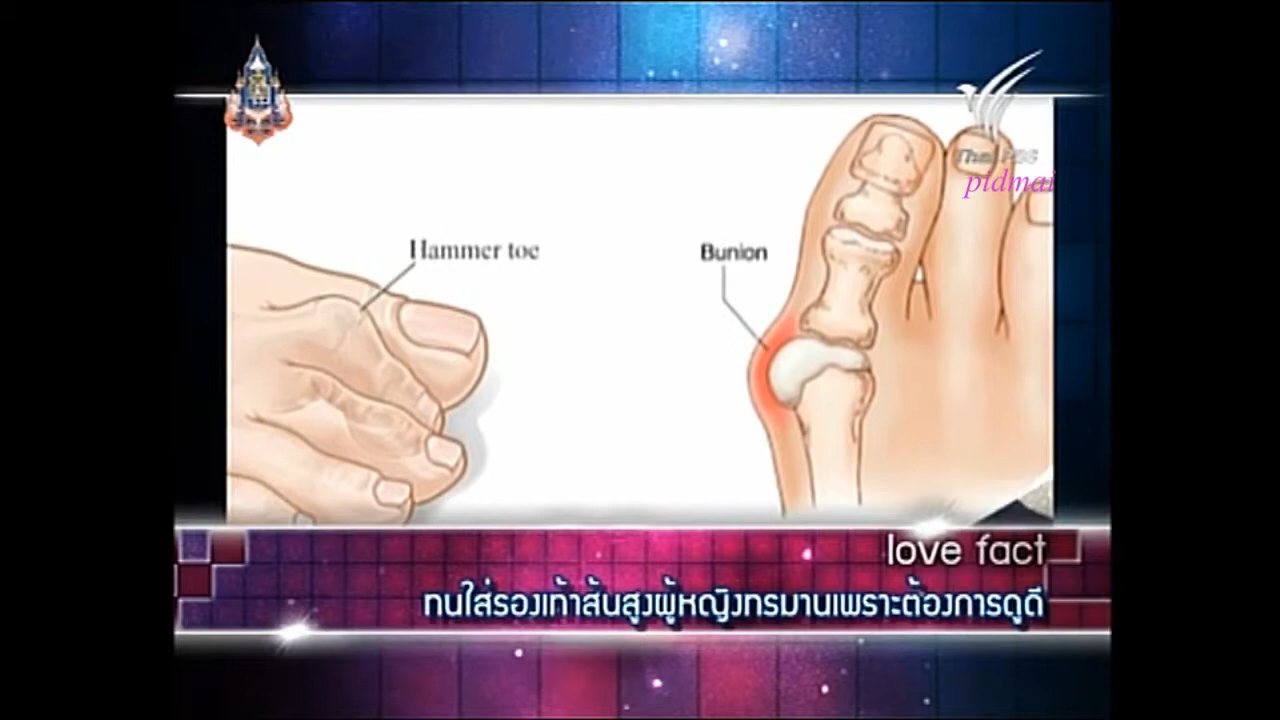 Thai PBS
pidmai
Hammer toe
Bunion
love fact
ทนใส่รองเท้าส้นสูงผู้หญิงทรมานเพราะต้องการดูดี